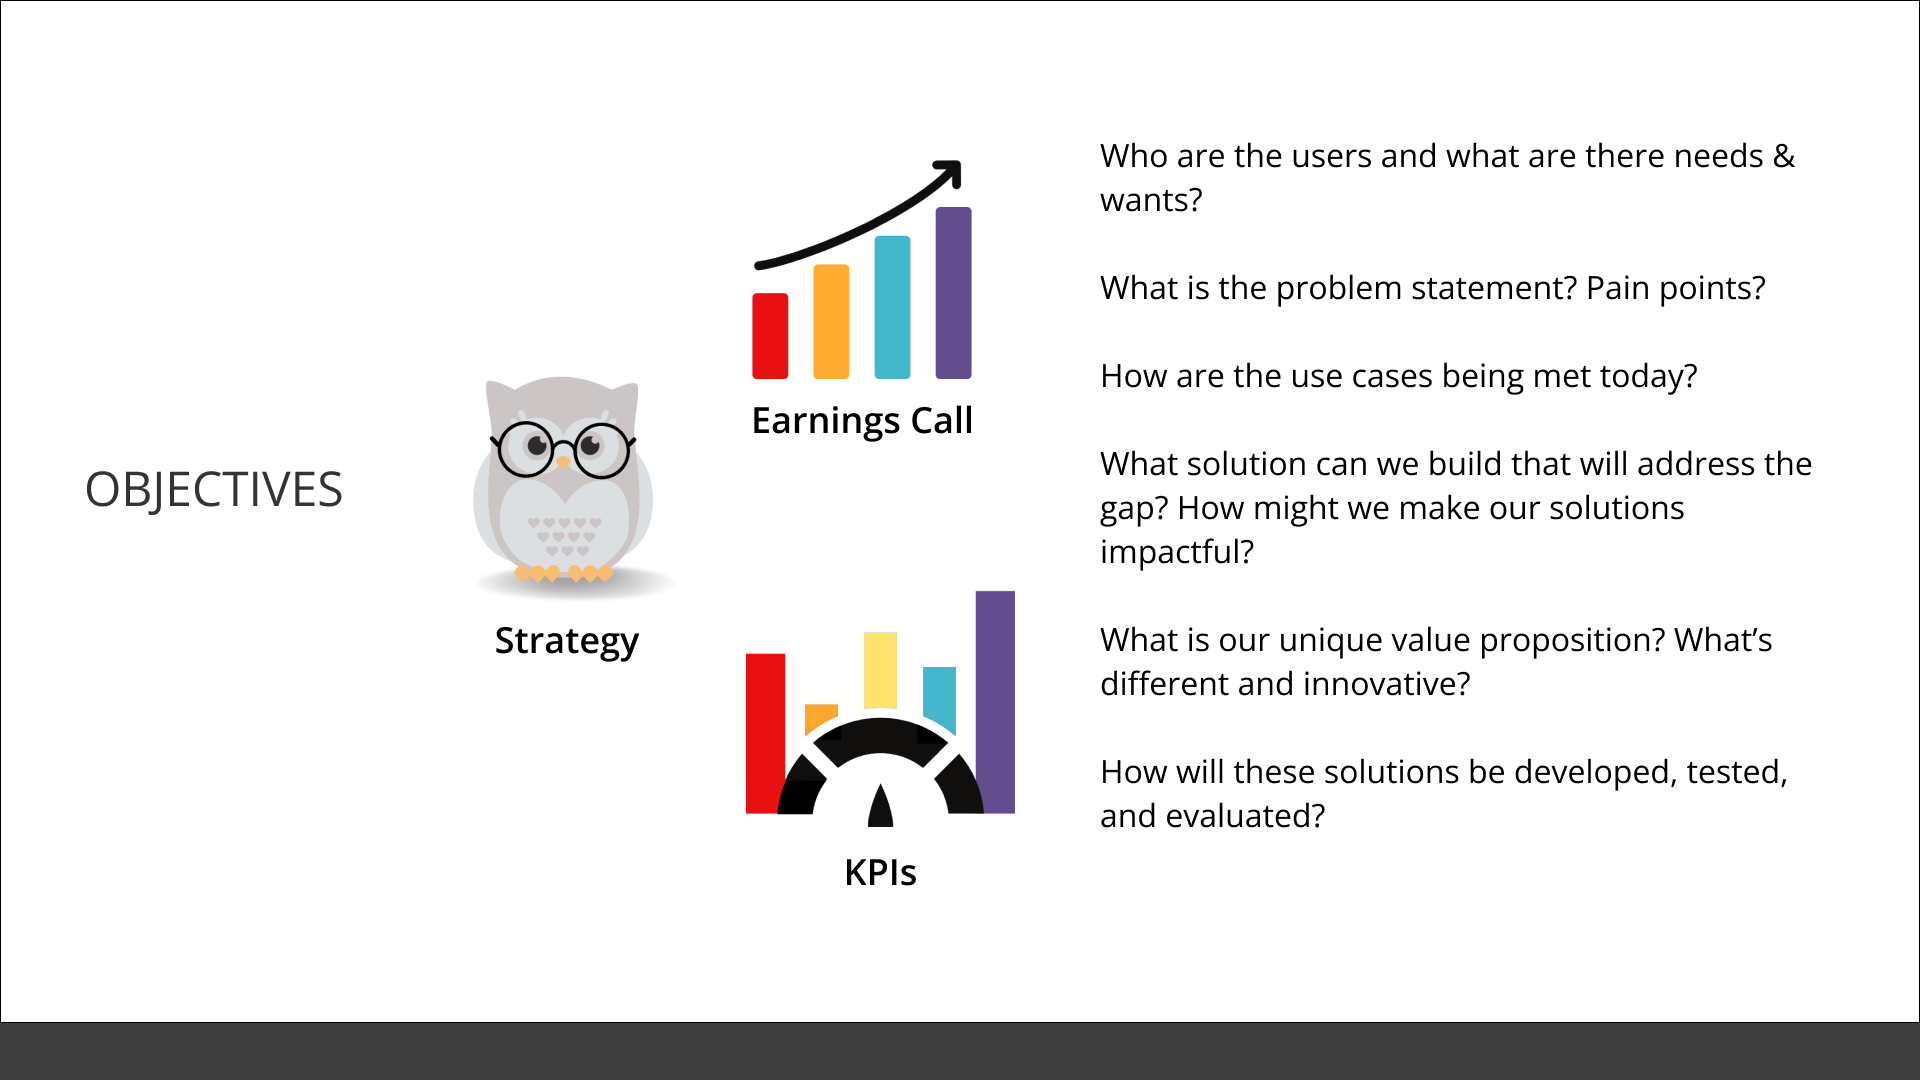 OBJECTIVES
Strategy
Earnings Call
KPIs
Who are the users and what are there needs &
wants?
What is the problem statement? Pain points?
How are the use cases being met today?
What solution can we build that will address the
gap? How might we make our solutions
impactful?
What is our unique value proposition? What’s
different and innovative?
How will these solutions be developed, tested,
and evaluated?